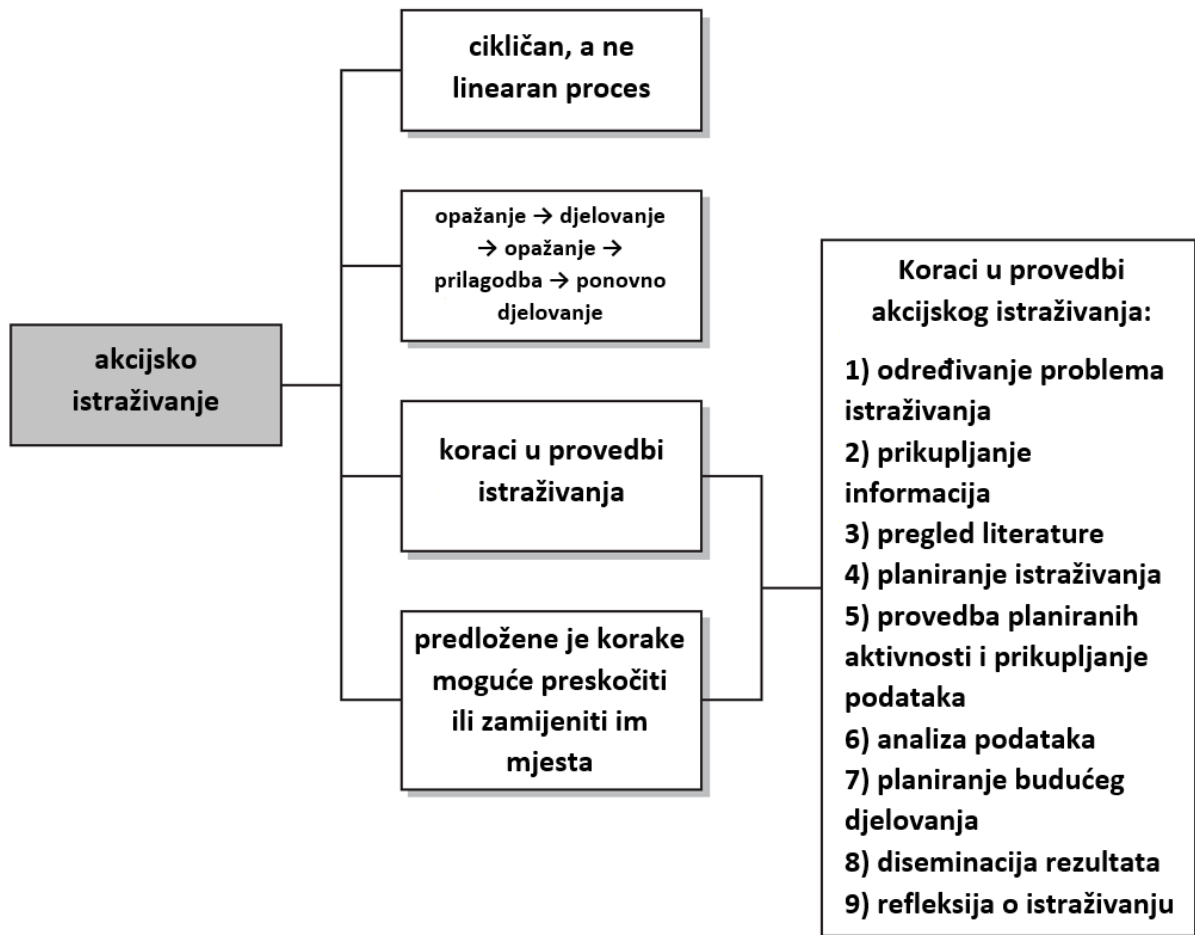 cikličan, a ne
linearan proces
opažanje → djelovanje
→ opažanje →
prilagodba → ponovno
djelovanje
akcijsko
istraživanje
koraci u provedbi
istraživanja
predložene je korake
moguće preskočiti
ili zamijeniti im
mjesta
Koraci u provedbi
akcijskog istraživanja:
1) određivanje problema
istraživanja
2) prikupljanje
informacija
3) pregled literature
4) planiranje istraživanja
5) provedba planiranih
aktivnosti i prikupljanje
podataka
6) analiza podataka
7) planiranje budućeg
djelovanja
8) diseminacija rezultata
9) refleksija o istraživanju